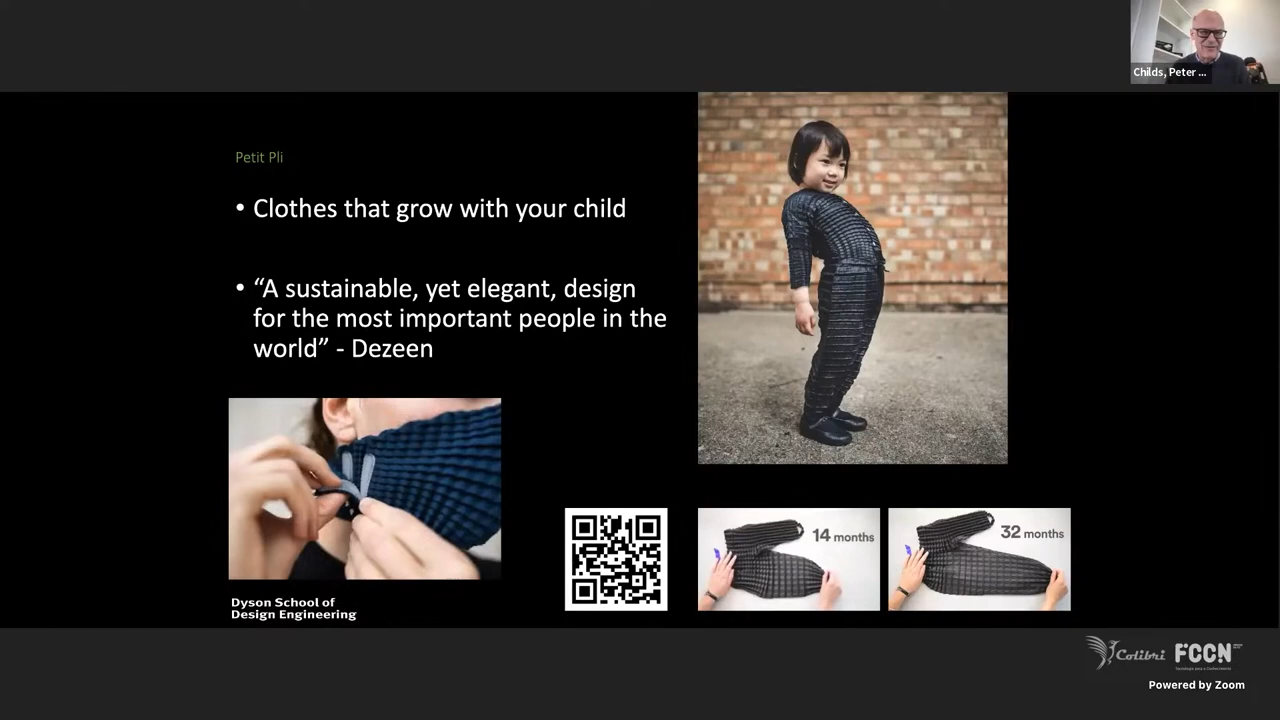 Childs, Peter ...
Petit Pli
• Clothes that grow with your child
• “A sustainable, yet elegant, design
for the most important people in the
world” - Dezeen
14 months
32 months
Dyson School of
Design Engineering
Colibri FCCN
Powered by Zoom